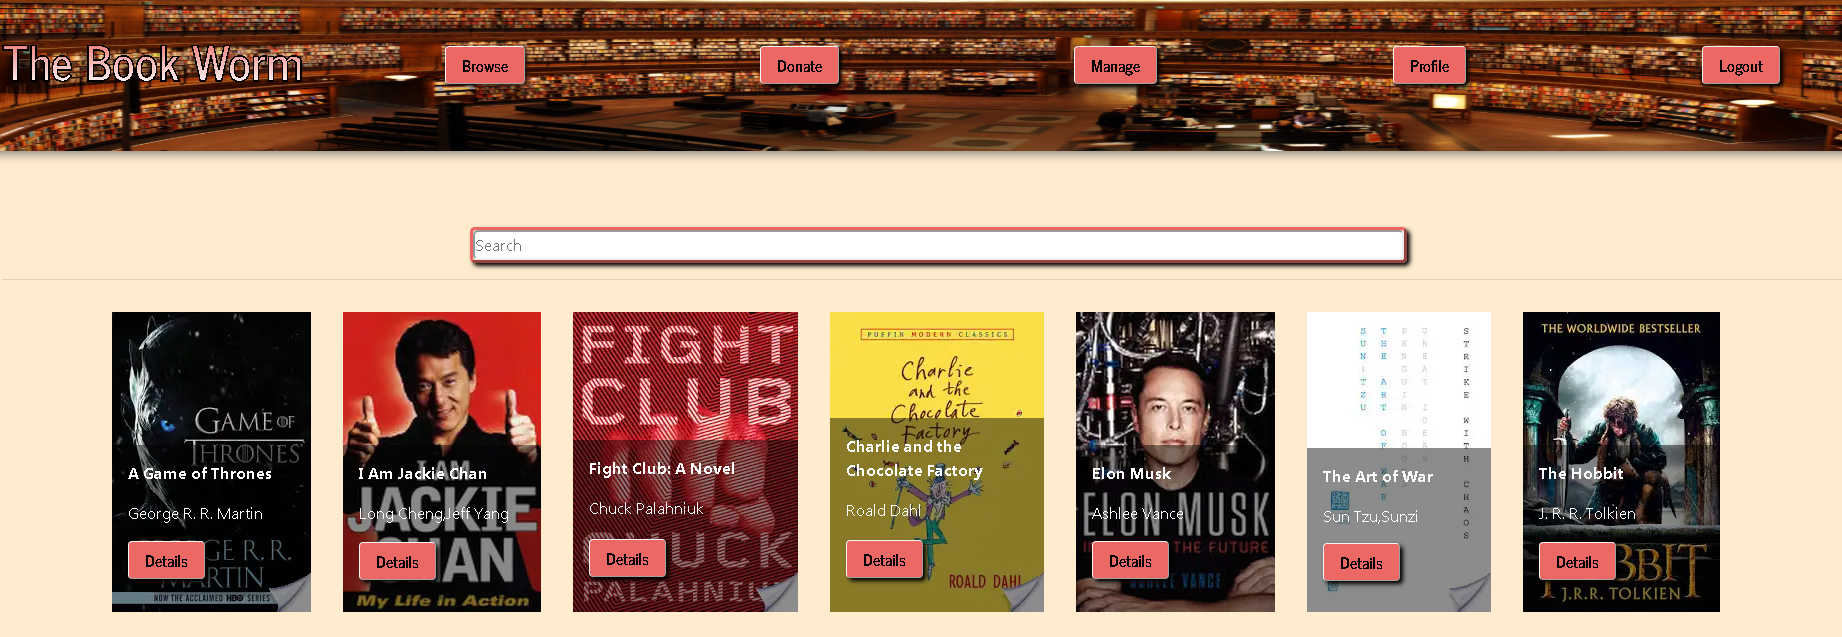 The Book Worm
Browse
Donate
Manage
Profile
Logout
Search
GAME OF
THRONES
A Game of Thrones
George R. R. Martin
Details
GEORGE R.R.
MARTIN
NOW THE ACCLAIMED HBO SERIES
I AM
I Am Jackie Chan
JACKIE
Long Cheng,Jeff Yang
CHAN
Details
My Life in Action
FIGHT
CLUB
Fight Club: A Novel
Chuck Palahniuk
Details
CHUCK
PALAHNIU
PUFFIN MODERN CLASSICS
Charlie
and the
Chocolate
Factory
Charlie and the
Chocolate Factory
Roald Dahl
Details
ROALD DAHL
Elon Musk
ELON MUSK
Ashlee Vance
THE FUTURE
Details
ASHLEE VANCE
SUN TZU
THE ART OF WAR
STRIKE WITH CHAOS
The Art of War
Sun Tzu,Sunzi
Details
THE WORLDWIDE BESTSELLER
The Hobbit
J. R. R. Tolkien
Details
BBIT
J.R.R. TOLKIEN